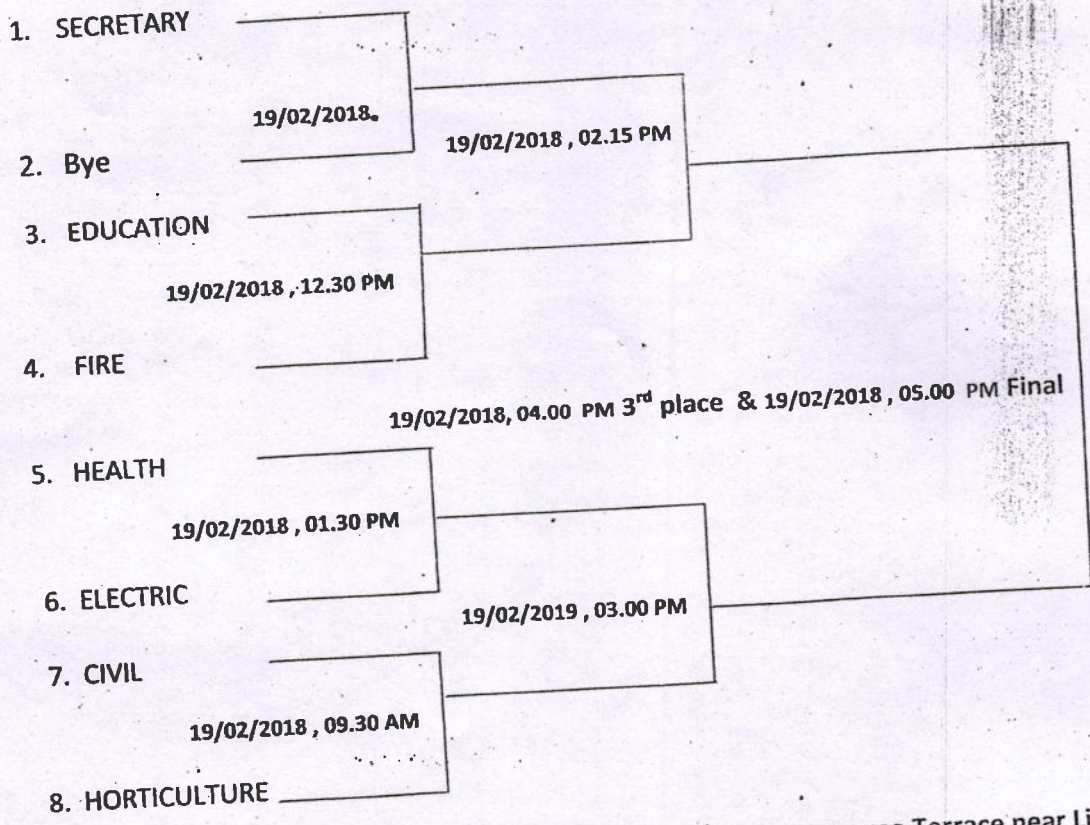 1. SECRETARY
19/02/2018.
2. Bye
19/02/2018 , 02.15 PM
3. EDUCATION
19/02/2018 , 12.30 PM
4. FIRE
19/02/2018, 04.00 PM 3rd place & 19/02/2018 , 05.00 PM Final
5. HEALTH
19/02/2018 , 01.30 PM
6. ELECTRIC
19/02/2019 , 03.00 PM
7. CIVIL
19/02/2018 , 09.30 AM
8. HORTICULTURE
Terrace near